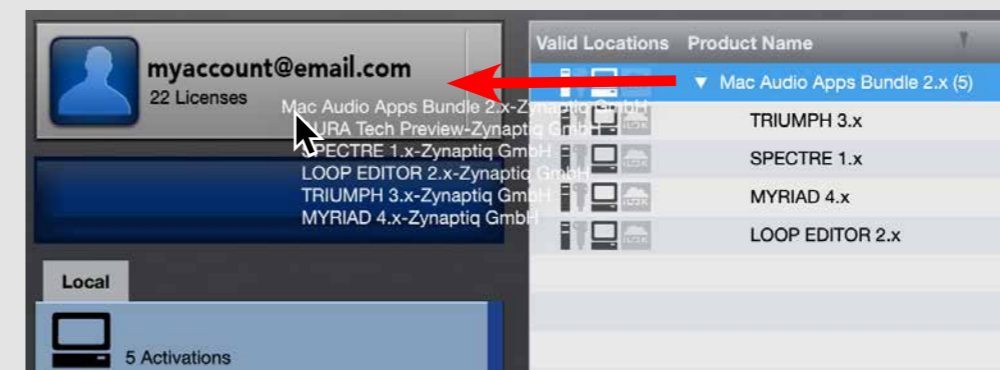 myaccount@email.com
22 Licenses
Mac Audio Apps Bundle 2.x-Zynaptiq GmbH
AURA Tech Preview-Zynaptiq GmbH
SPECTRE 1.x-Zynaptiq GmbH
LOOP EDITOR 2.x-Zynaptiq GmbH
TRIUMPH 3.x-Zynaptiq GmbH
MYRIAD 4.x-Zynaptiq GmbH
Local
5 Activations
Valid Locations Product Name
Mac Audio Apps Bundle 2.x (5)
TRIUMPH 3.x
SPECTRE 1.x
MYRIAD 4.x
LOOP EDITOR 2.x